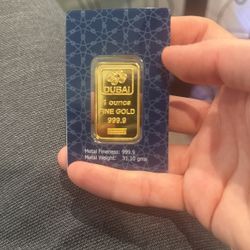 DUBAI
1 ounce
FINE GOLD
999.9
Metal Fineness: 999.9
Metal Weight: 31.10 gms